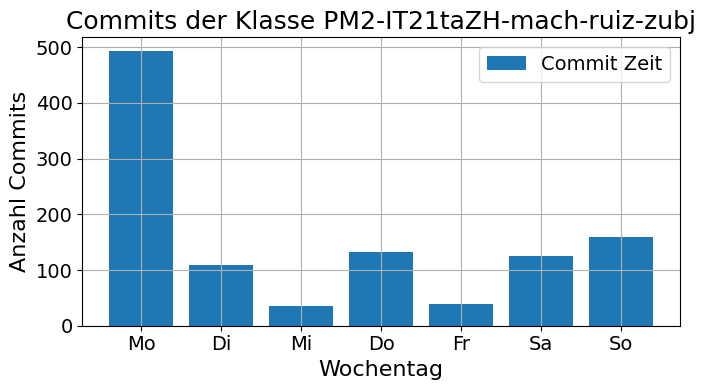 Commits der Klasse PM2-IT21taZH-mach-ruiz-zubj
Commit Zeit
Anzahl Commits
500
400
300
200
100
0
Mo Di Mi Do Fr Sa So
Wochentag